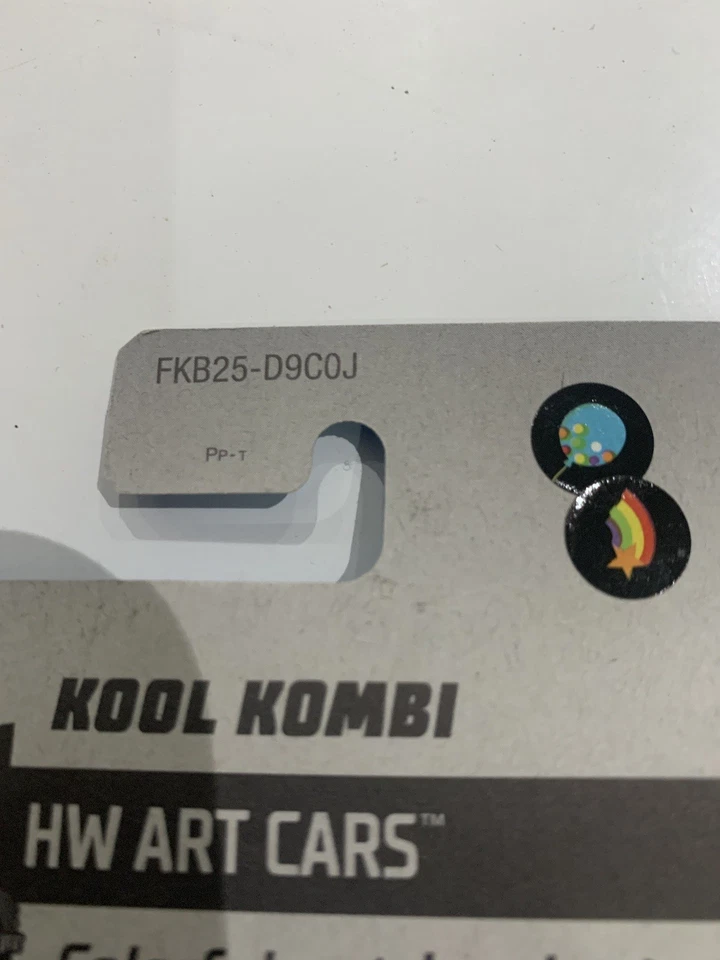 FKB25-D9C0J
PP-T
KOOL KOMBI
HW ART CARS™